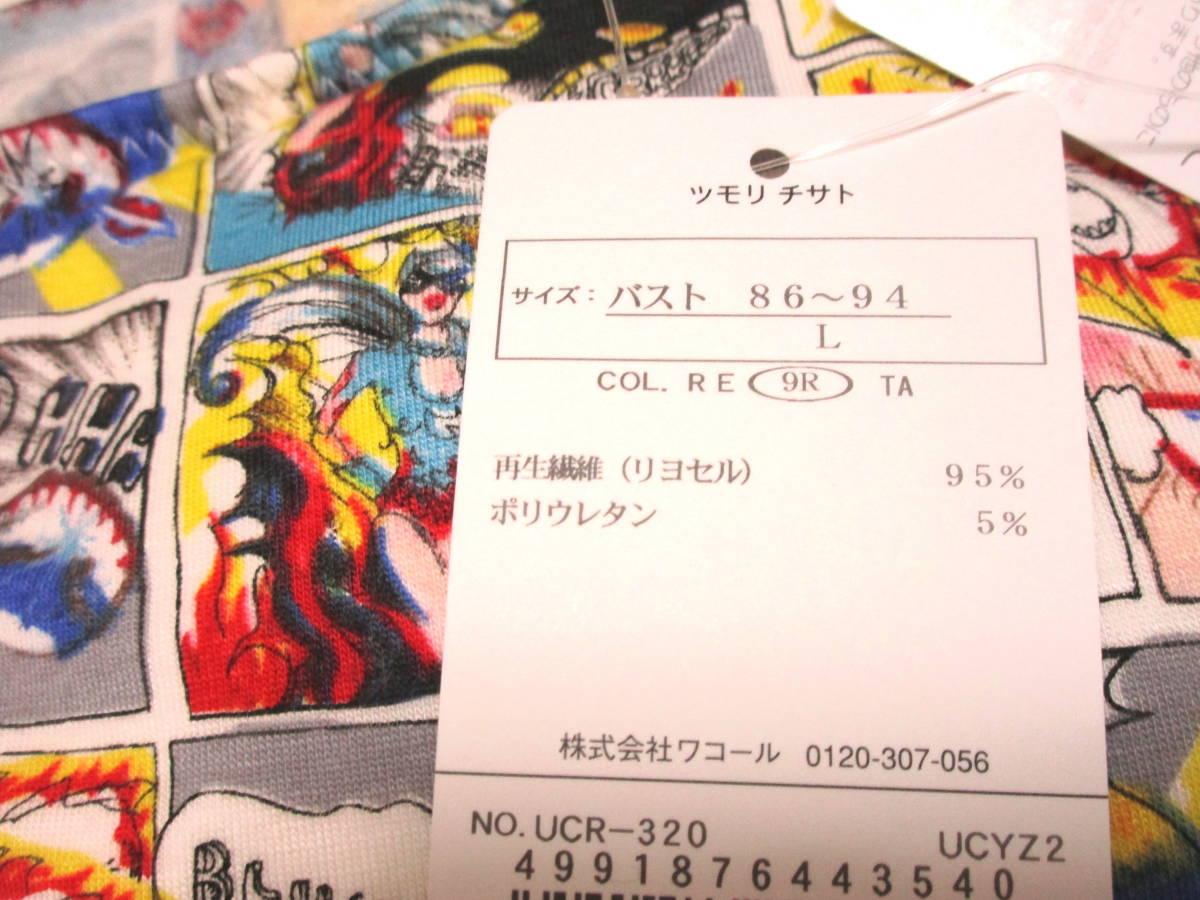 ツモリ チサト
サイズ: バスト 86～94
L
COL. RE 9R TA
再生繊維 (リヨセル) 95%
ポリウレタン 5%
株式会社ワコール 0120-307-056
NO. UCR-320 UCYZ2
4991876443540
HHH